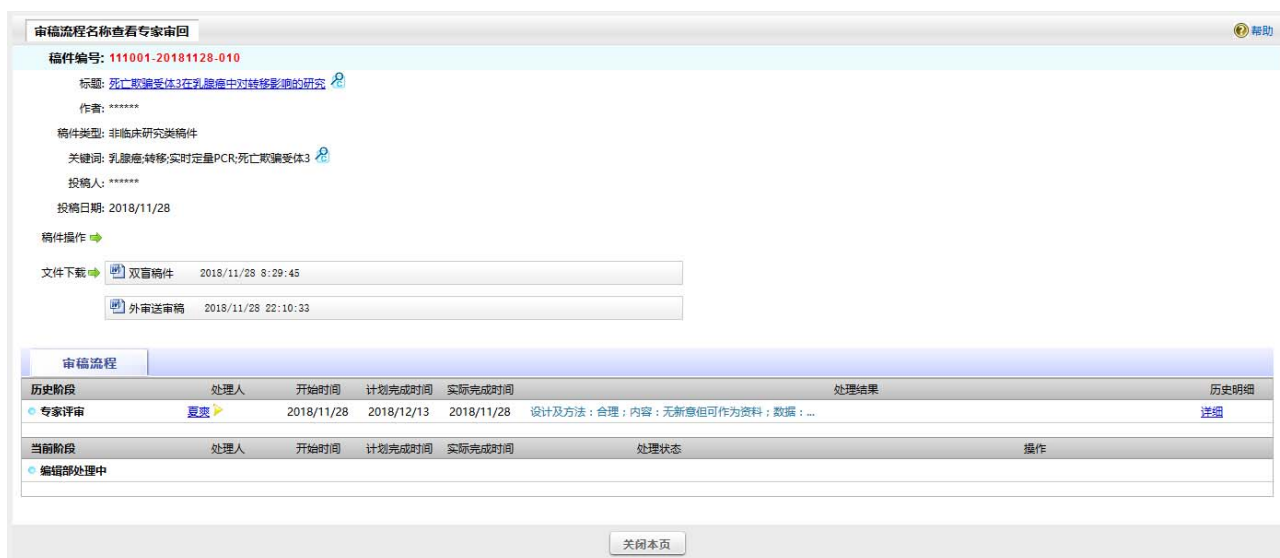 审稿流程名称查看专家审回
帮助
稿件编号: 111001-20181128-010
标题: 死亡欺骗受体3在乳腺癌中对转移影响的研究
作者: ******
稿件类型: 非临床研究类稿件
关键词: 乳腺癌;转移;实时定量PCR;死亡欺骗受体3
投稿人: ******
投稿日期: 2018/11/28
稿件操作
文件下载 双盲稿件 2018/11/28 8:29:45
外审送审稿 2018/11/28 22:10:33
审稿流程
历史阶段 处理人 开始时间 计划完成时间 实际完成时间 处理结果 历史明细
专家评审 夏爽 2018/11/28 2018/12/13 2018/11/28 设计及方法：合理；内容：无新意但可作为资料；数据：... 详细
当前阶段 处理人 开始时间 计划完成时间 实际完成时间 处理状态 操作
编辑部处理中
关闭本页